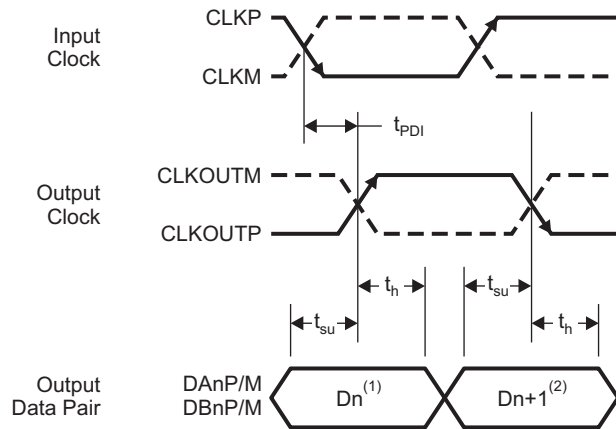 Input
Clock
CLKP
CLKM
tPDI
Output
Clock
CLKOUTM
CLKOUTP
tsu
th
tsu
th
Output
Data Pair
DAnP/M
DBnP/M
Dn(1)
Dn+1(2)